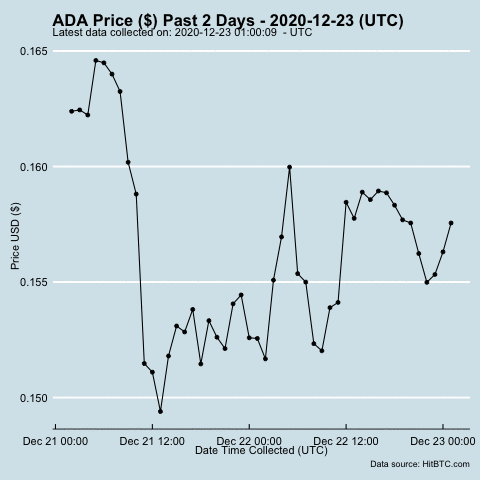 ADA Price ($) Past 2 Days - 2020-12-23 (UTC)
Latest data collected on: 2020-12-23 01:00:09 - UTC
0.165
0.160
0.155
0.150
Price USD ($)
Dec 21 00:00 Dec 21 12:00 Dec 22 00:00 Dec 22 12:00 Dec 23 00:00
Date Time Collected (UTC)
Data source: HitBTC.com